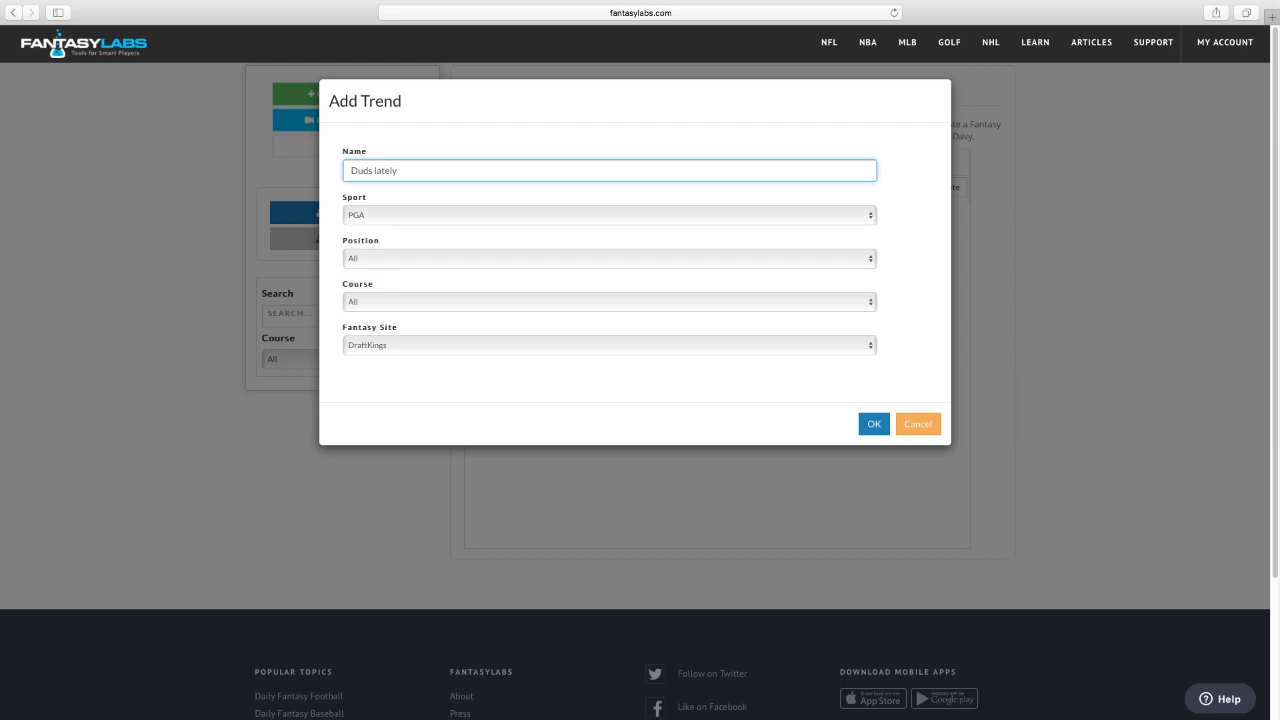 fantasylabs.com
FANTASYLABS
Tools for Smart Players
NFL NBA MLB GOLF NHL LEARN ARTICLES SUPPORT MY ACCOUNT
Add Trend
te a Fantasy
Davy.
Name
Duds lately
Sport
PGA
Position
All
Course
All
Fantasy Site
DraftKings
Search
SEARCH...
Course
All
OK Cancel
POPULAR TOPICS
Daily Fantasy Football
Daily Fantasy Baseball
FANTASYLABS
About
Press
Follow on Twitter
Like on Facebook
DOWNLOAD MOBILE APPS
App Store
Google play
Help